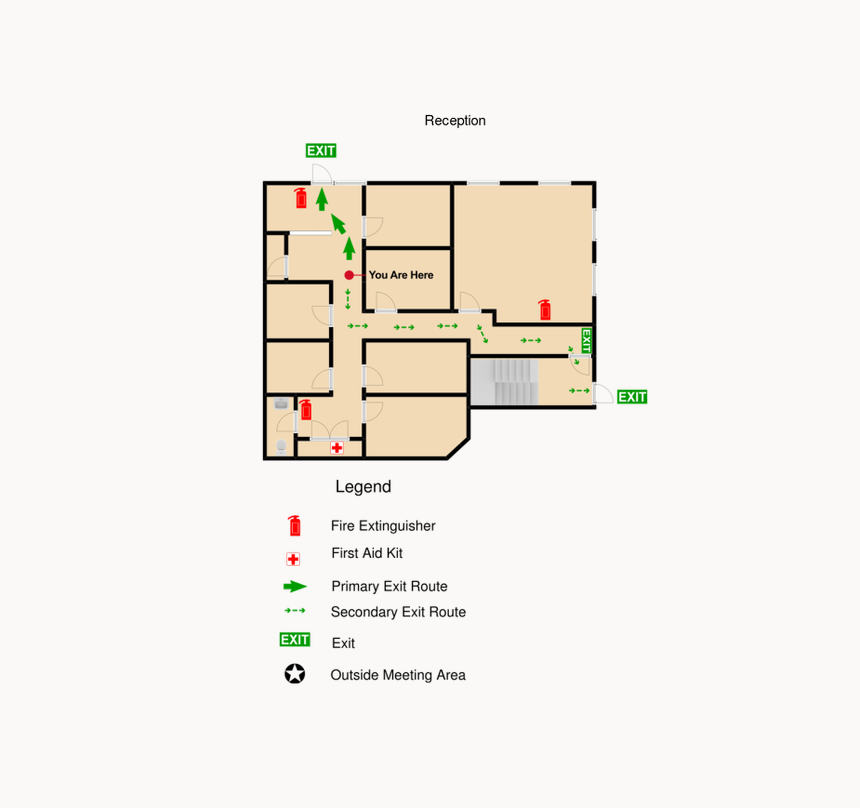 Reception
EXIT
You Are Here
EXIT
EXIT
Legend
Fire Extinguisher
First Aid Kit
Primary Exit Route
Secondary Exit Route
EXIT Exit
Outside Meeting Area